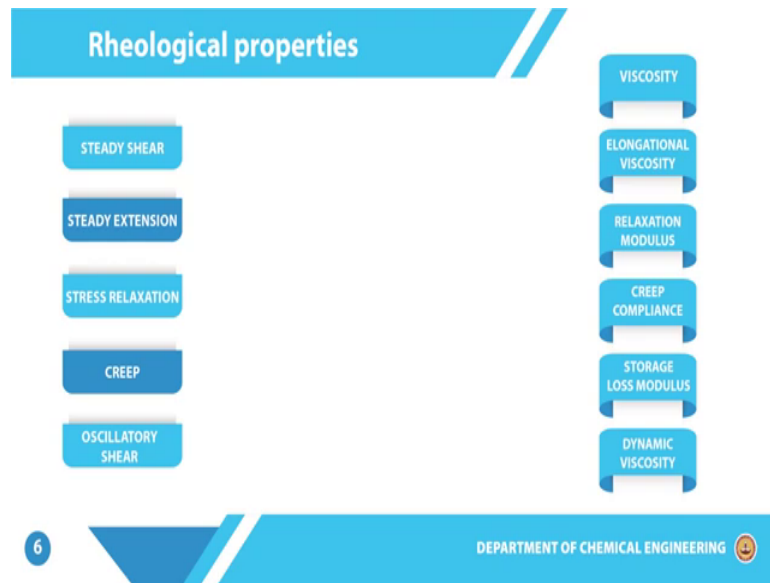 Rheological properties
STEADY SHEAR
STEADY EXTENSION
STRESS RELAXATION
CREEP
OSCILLATORY
SHEAR
VISCOSITY
ELONGATIONAL
VISCOSITY
RELAXATION
MODULUS
CREEP
COMPLIANCE
STORAGE
LOSS MODULUS
DYNAMIC
VISCOSITY
6
DEPARTMENT OF CHEMICAL ENGINEERING